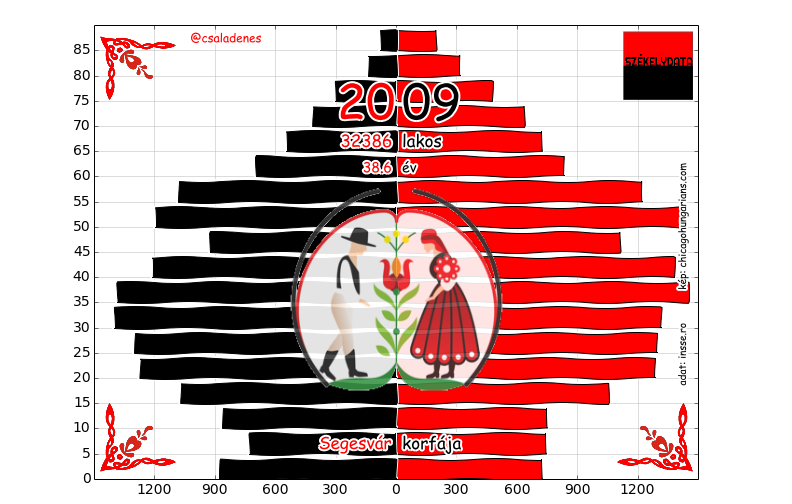 @csaladenes
SZÉKELYDATA
2009
32386 lakos
38.6 év
kép: chicagohungarians.com
adat: insse.ro
Segesvár korfája
85
80
75
70
65
60
55
50
45
40
35
30
25
20
15
10
5
0
1200 900 600 300 0 300 600 900 1200